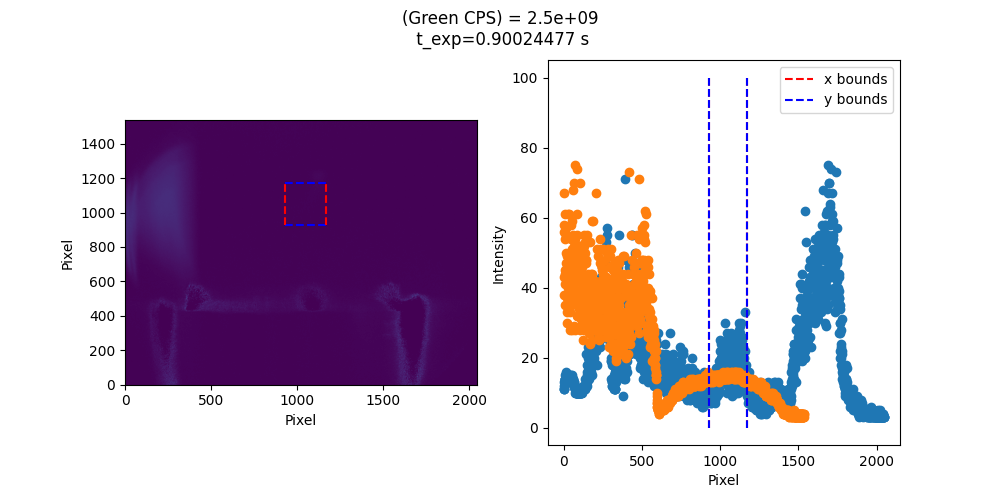 (Green CPS) = 2.5e+09
t_exp=0.90024477 s
1400
1200
1000
800
600
400
200
0
Pixel
0 500 1000 1500 2000
Pixel
100
80
60
40
20
0
Intensity
x bounds
y bounds
0 500 1000 1500 2000
Pixel